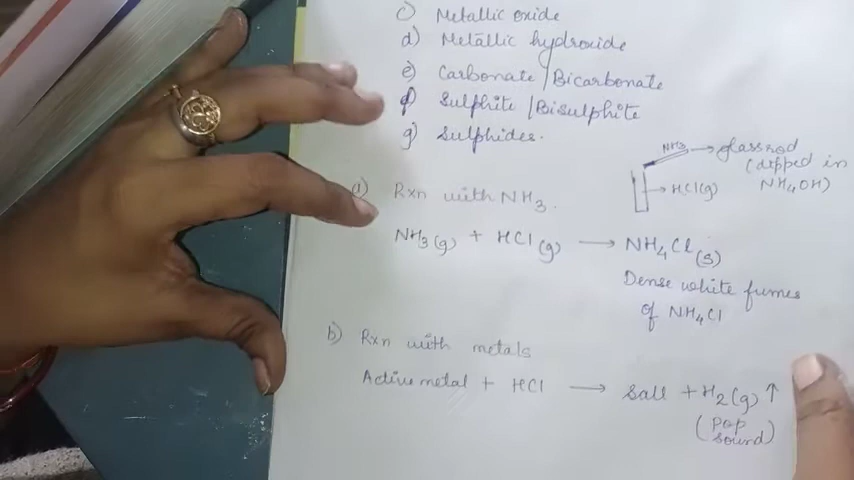 c) Metallic oxide
d) Metallic hydroxide
e) Carbonate / Bicarbonate
f) Sulphite / Bisulphite
g) Sulphides.
NH3 → glass rod
(dipped in
NH4OH)
→ HCl(g)
a) Rxn with NH3.
NH3(g) + HCl(g) → NH4Cl(s)
Dense white fumes
of NH4Cl
b) Rxn with metals
Active metal + HCl → Salt + H2(g) ↑
(Pop
sound)